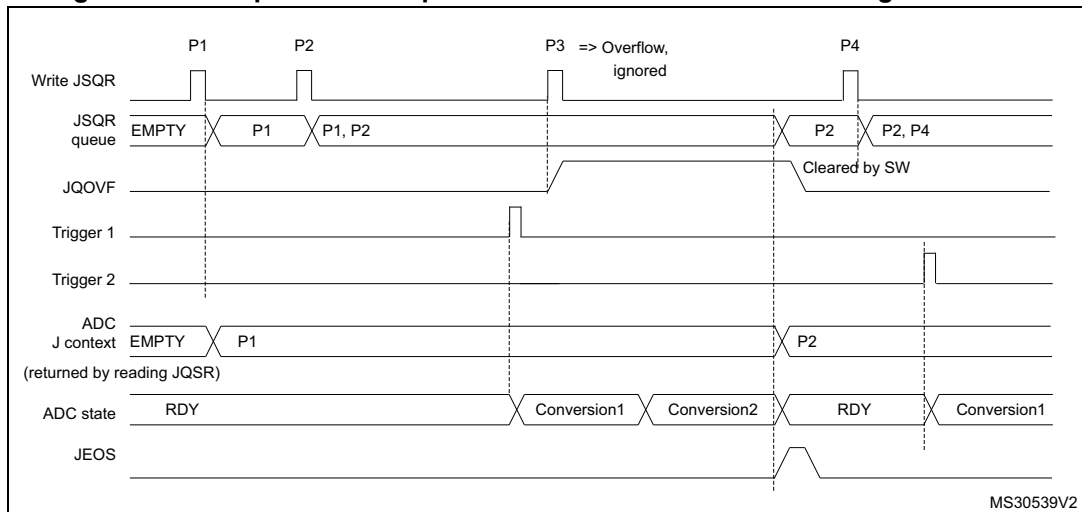 P1 P2 P3 => Overflow, P4
ignored
Write JSQR
JSQR
queue EMPTY P1 P1, P2 P2 P2, P4
Cleared by SW
JQOVF
Trigger 1
Trigger 2
ADC
J context EMPTY P1 P2
(returned by reading JQSR)
ADC state RDY Conversion1 Conversion2 RDY Conversion1
JEOS
MS30539V2